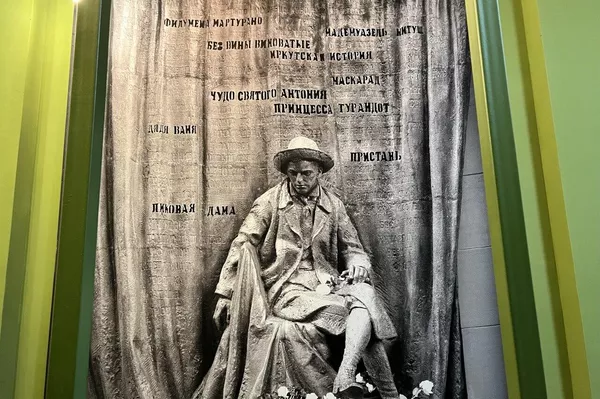 ФИЛУМЕНА МАРТУРАНО
МАДЕМУАЗЕЛЬ НИТУШ
БЕЗ ВИНЫ ВИНОВАТЫЕ
ИРКУТСКАЯ ИСТОРИЯ
МАСКАРАД
ЧУДО СВЯТОГО АНТОНИЯ
ПРИНЦЕССА ТУРАНДОТ
ДЯДЯ ВАНЯ
ПРИСТАНЬ
ПИКОВАЯ ДАМА